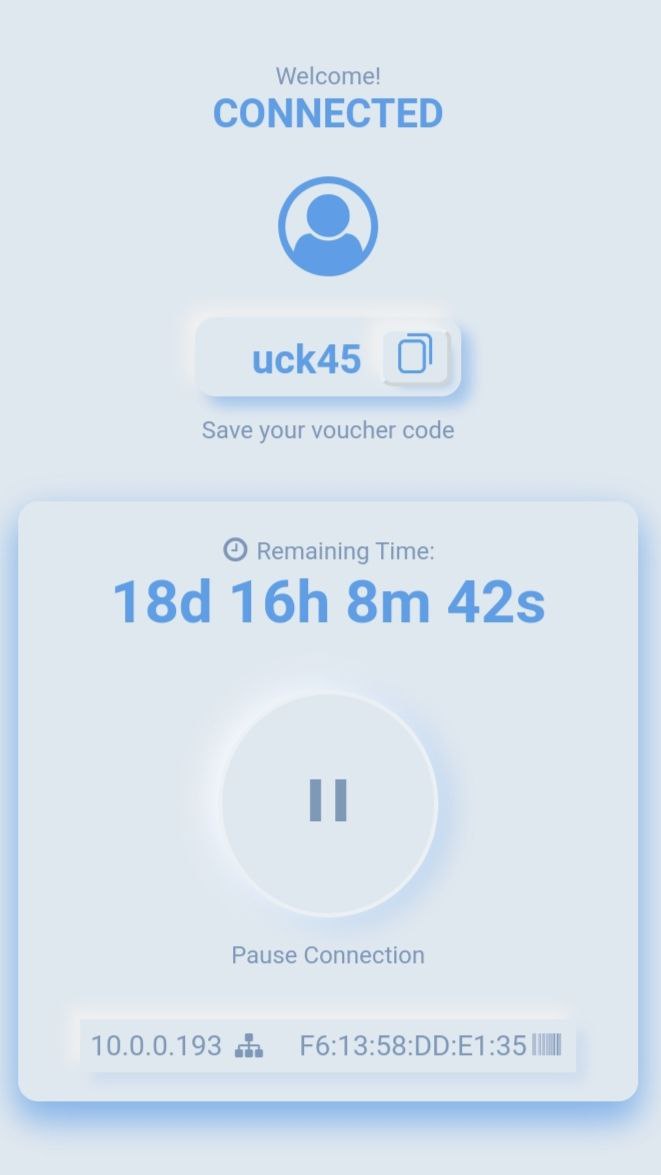 Welcome!
CONNECTED
uck45
Save your voucher code
Remaining Time:
18d 16h 8m 42s
Pause Connection
10.0.0.193 F6:13:58:DD:E1:35